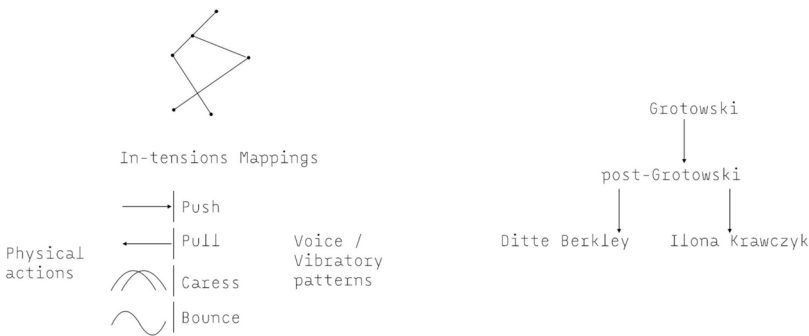 In-tensions Mappings
Physical
actions
Push
Pull
Caress
Bounce
Voice /
Vibratory
patterns
Grotowski
post-Grotowski
Ditte Berkley
Ilona Krawczyk